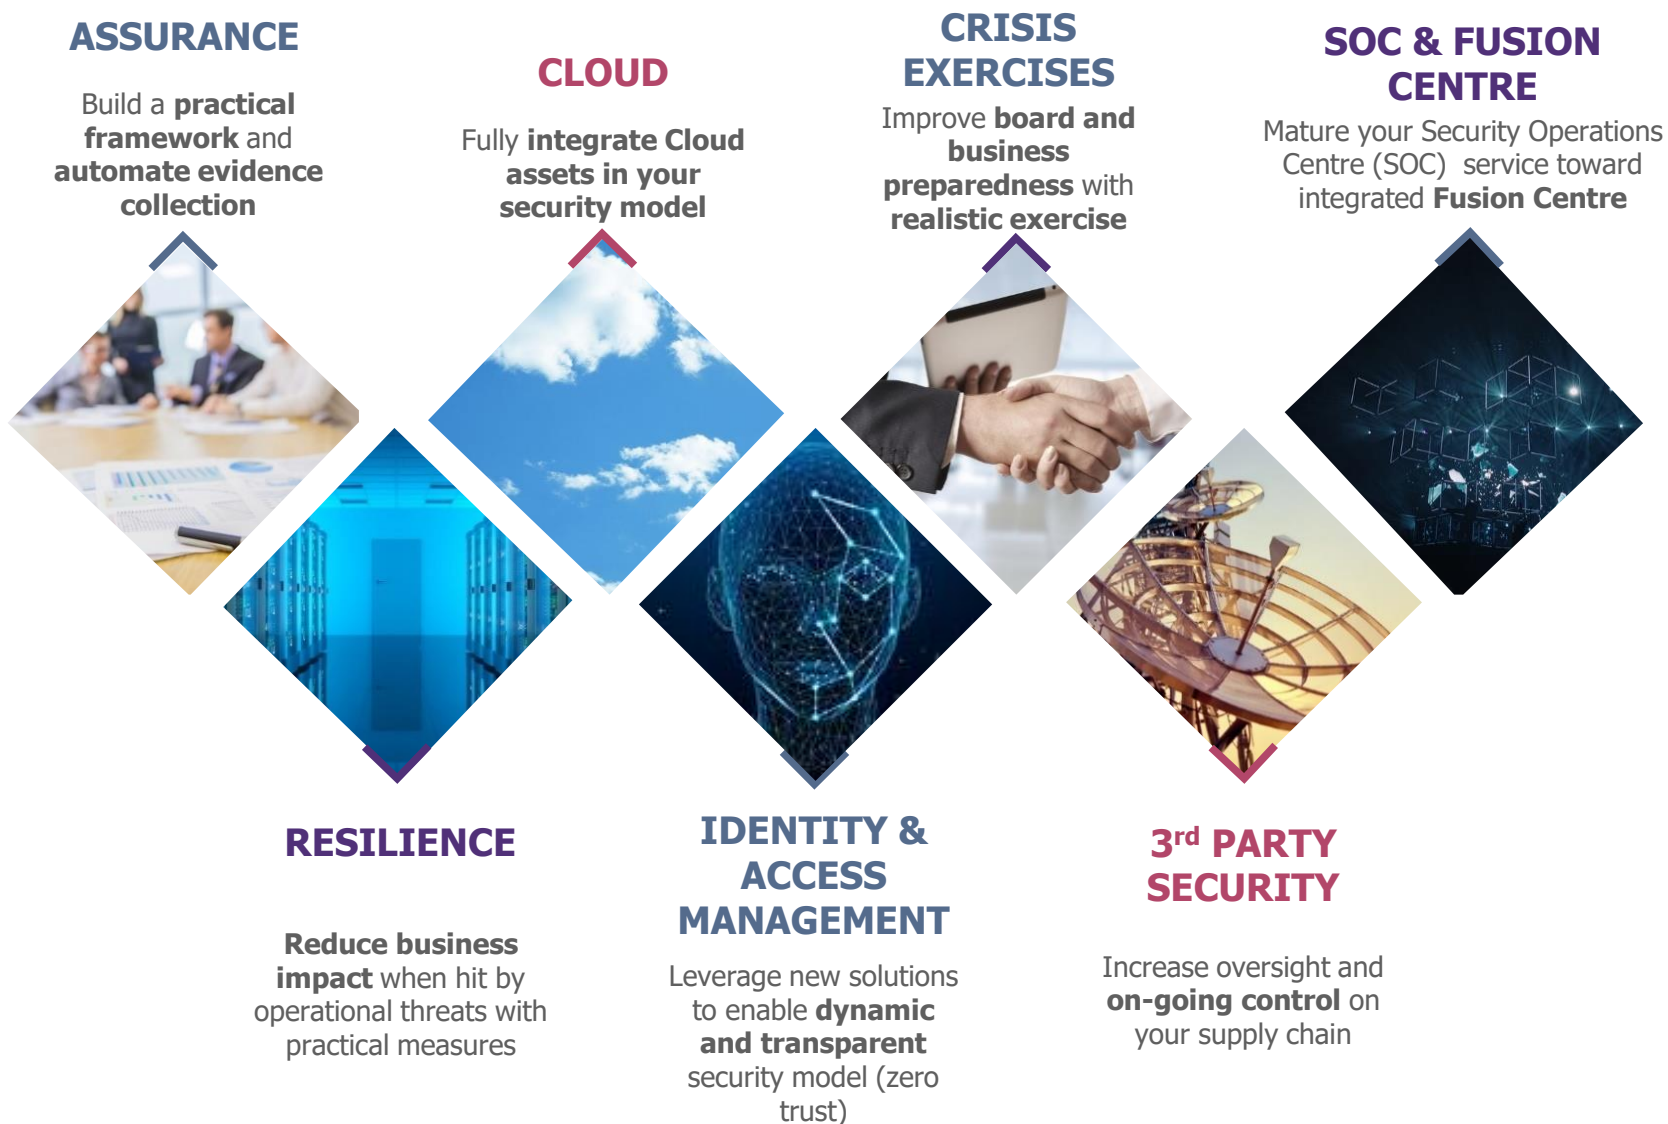 ASSURANCE
Build a practical
framework and
automate evidence
collection
CLOUD
Fully integrate Cloud
assets in your
security model
CRISIS
EXERCISES
Improve board and
business
preparedness with
realistic exercise
SOC & FUSION
CENTRE
Mature your Security Operations
Centre (SOC) service toward
integrated Fusion Centre
RESILIENCE
Reduce business
impact when hit by
operational threats with
practical measures
IDENTITY &
ACCESS
MANAGEMENT
Leverage new solutions
to enable dynamic
and transparent
security model (zero
trust)
3rd PARTY
SECURITY
Increase oversight and
on-going control on
your supply chain